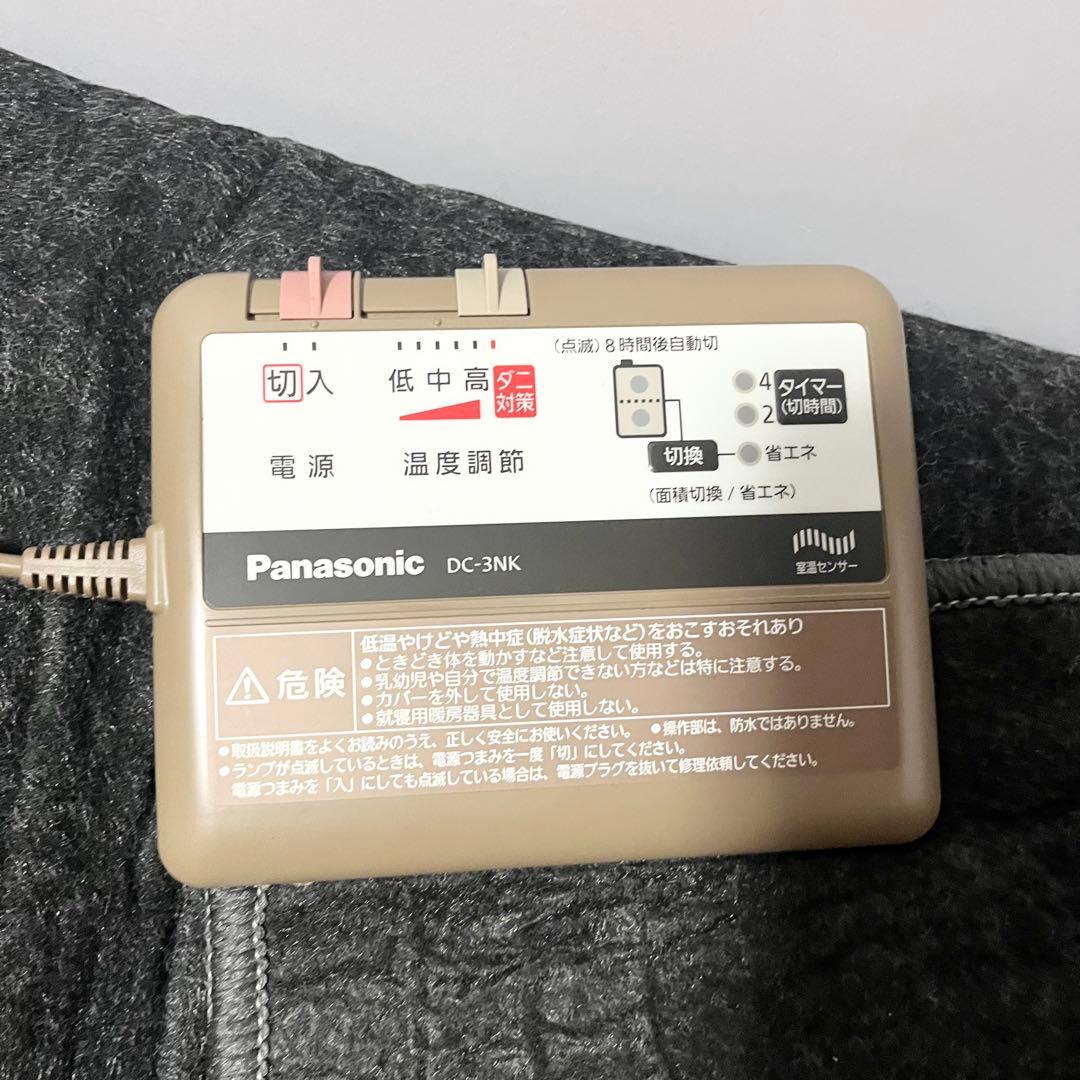 (点滅)8時間後自動切
切 入
低 中 高 ダニ対策
4 タイマー
2 (切時間)
切換 省エネ
電源 温度調節
(面積切換/省エネ)
Panasonic DC-3NK
室温センサー
危険
低温やけどや熱中症(脱水症状など)をおこすおそれあり
●ときどき体を動かすなど注意して使用する。
●乳幼児や自分で温度調節できない方などは特に注意する。
●カバーを外して使用しない。
●就寝用暖房器具として使用しない。
●取扱説明書をよくお読みのうえ、正しく安全にお使いください。 ●操作部は、防水ではありません。
●ランプが点滅しているときは、電源つまみを一度「切」にしてください。
電源つまみを「入」にしても点滅している場合は、電源プラグを抜いて修理依頼してください。